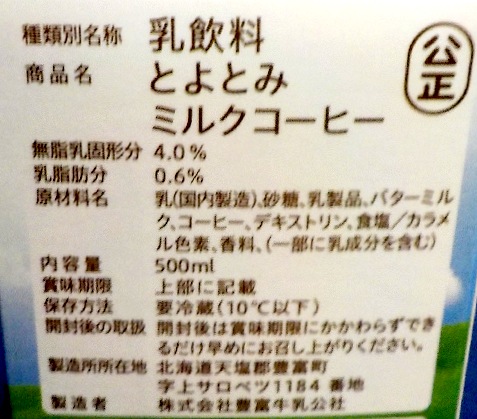 種類別名称 乳飲料
公正
商品名 とよとみ
ミルクコーヒー
無脂乳固形分 4.0%
乳脂肪分 0.6%
原材料名 乳(国内製造)、砂糖、乳製品、バターミル
ク、コーヒー、デキストリン、食塩/カラメ
ル色素、香料、(一部に乳成分を含む)
内容量 500ml
賞味期限 上部に記載
保存方法 要冷蔵(10℃以下)
開封後の取扱 開封後は賞味期限にかかわらずでき
るだけ早めにお召し上がりください。
製造所所在地 北海道天塩郡豊富町
字上サロベツ1184番地
製造者 株式会社豊富牛乳公社